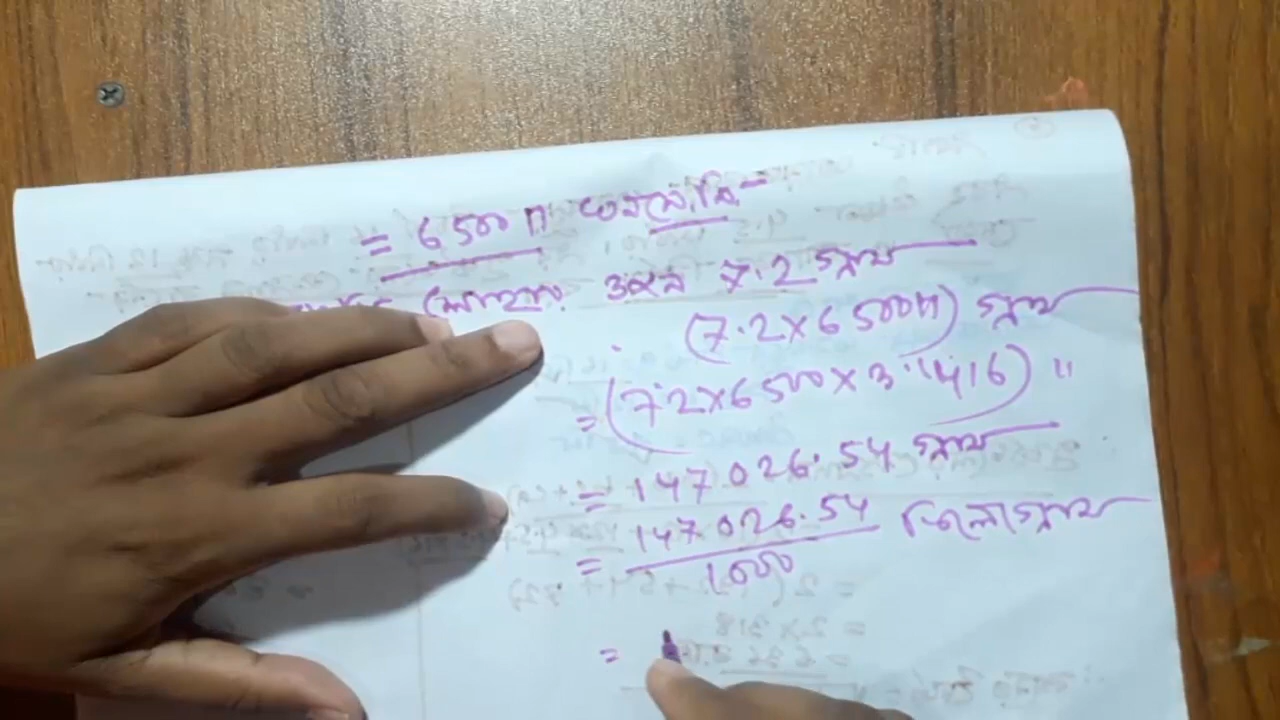 = 6500π ঘনসে.মি.
লোহার ওজন 7.2 গ্রাম
(7.2×6500π) গ্রাম
= (7.2×6500×3.1416) "
= 147026.54 গ্রাম
= 147026.54/1000 কিলোগ্রাম
=